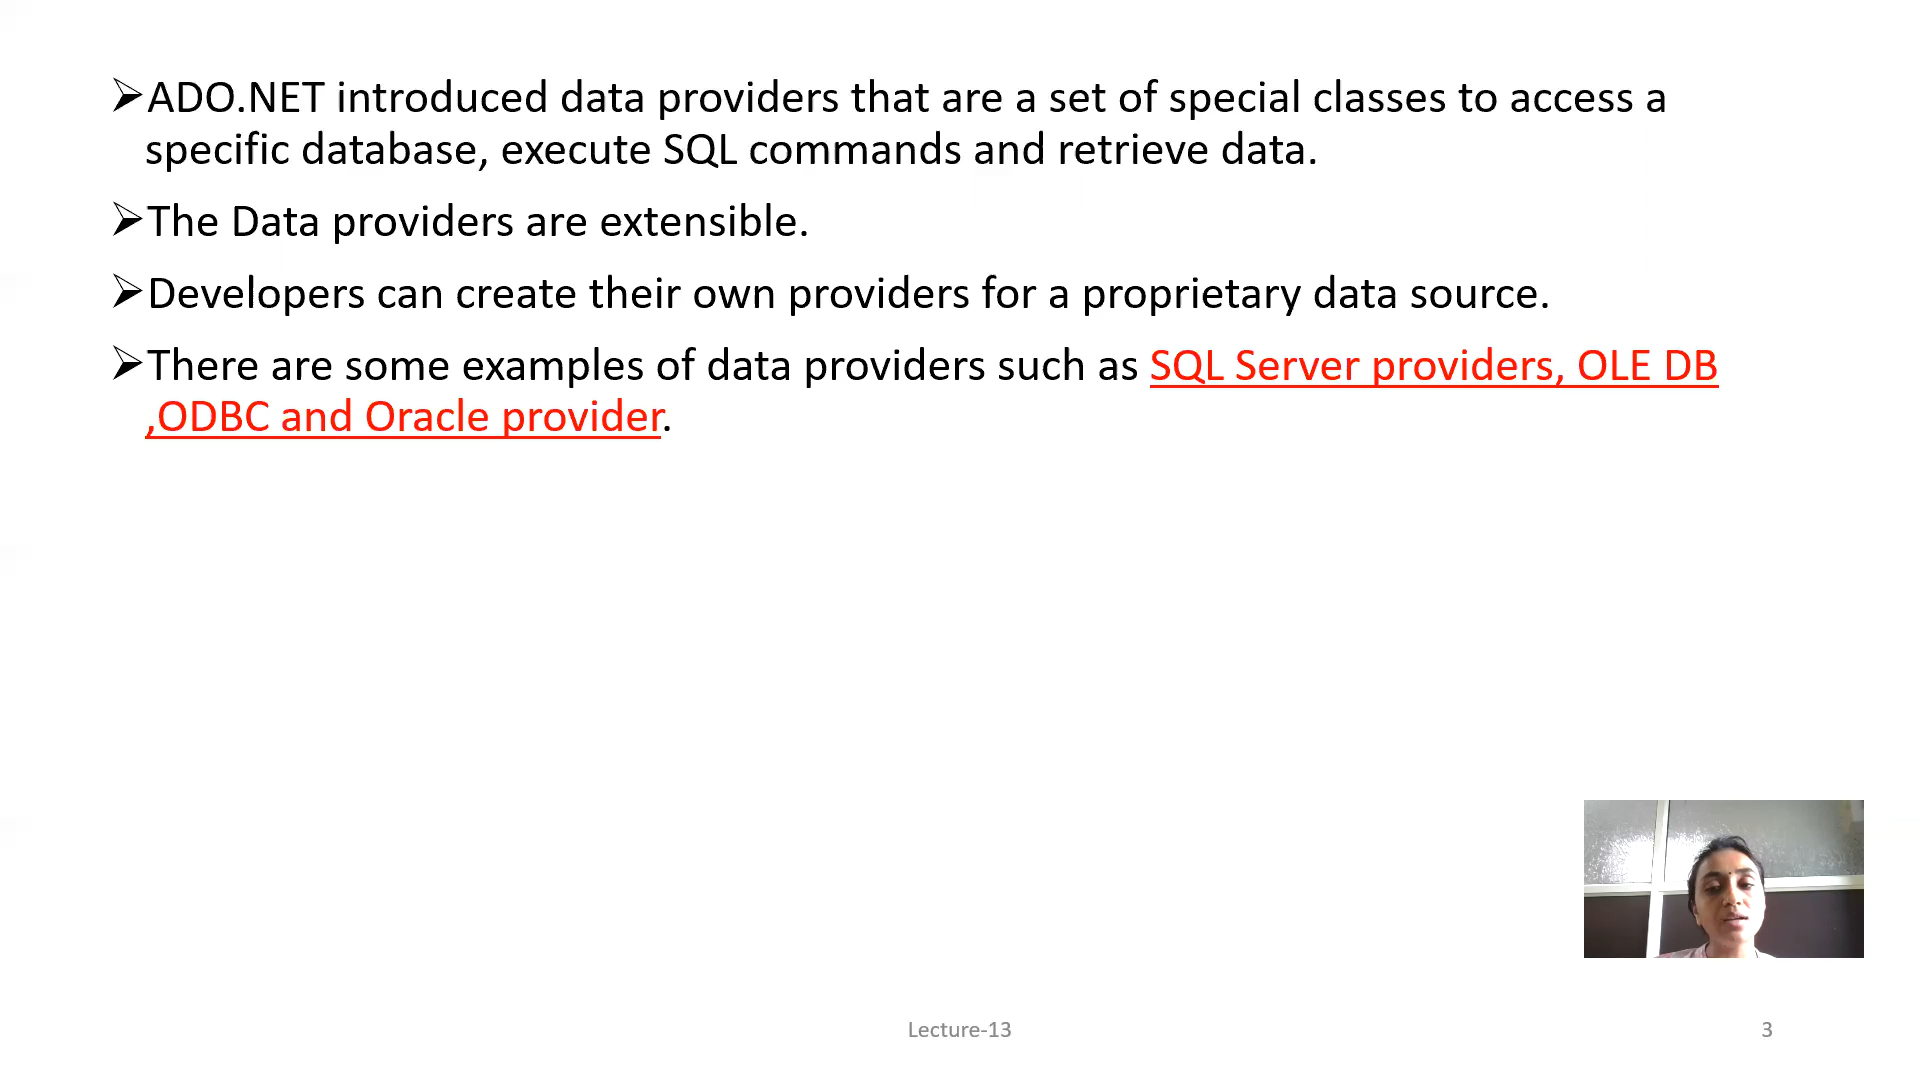 ➢ADO.NET introduced data providers that are a set of special classes to access a
specific database, execute SQL commands and retrieve data.
➢The Data providers are extensible.
➢Developers can create their own providers for a proprietary data source.
➢There are some examples of data providers such as SQL Server providers, OLE DB
,ODBC and Oracle provider.
Lecture-13
3